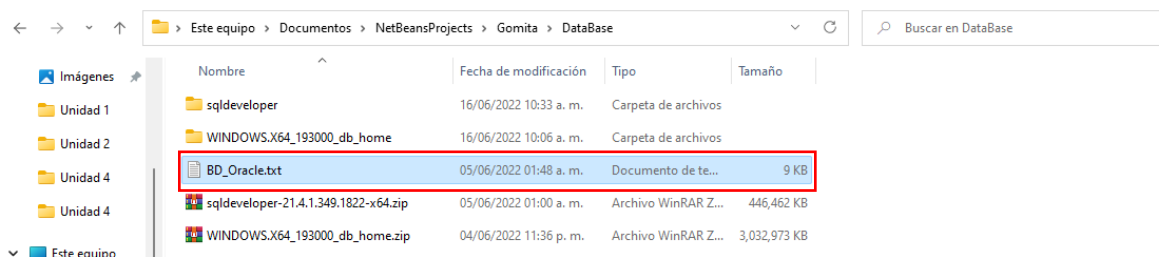 Este equipo > Documentos > NetBeansProjects > Gomita > DataBase Buscar en DataBase
Imágenes Nombre Fecha de modificación Tipo Tamaño
Unidad 1 sqldeveloper 16/06/2022 10:33 a. m. Carpeta de archivos
Unidad 2 WINDOWS.X64_193000_db_home 16/06/2022 10:06 a. m. Carpeta de archivos
Unidad 4 BD_Oracle.txt 05/06/2022 01:48 a. m. Documento de te... 9 KB
Unidad 4 sqldeveloper-21.4.1.349.1822-x64.zip 05/06/2022 01:00 a. m. Archivo WinRAR Z... 446,462 KB
Este equipo WINDOWS.X64_193000_db_home.zip 04/06/2022 11:36 p. m. Archivo WinRAR Z... 3,032,973 KB